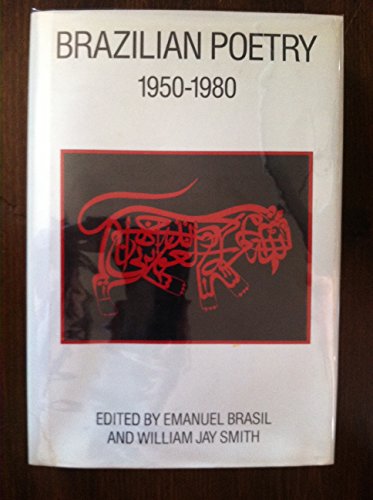 BRAZILIAN POETRY
1950-1980
EDITED BY EMANUEL BRASIL
AND WILLIAM JAY SMITH